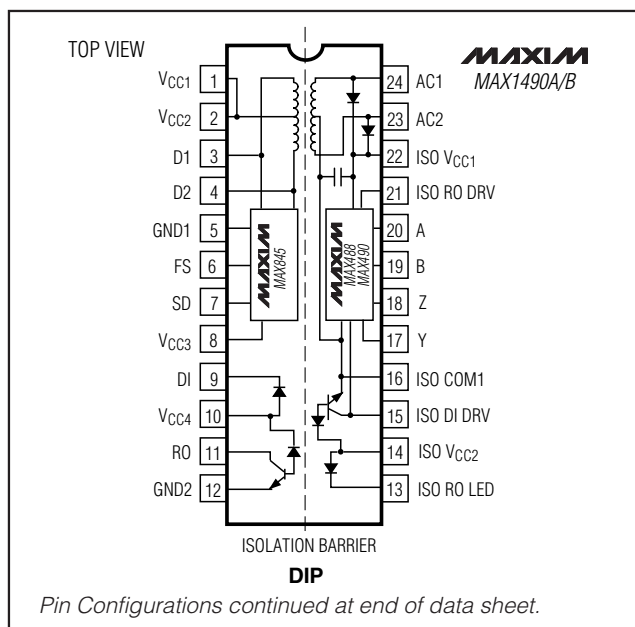 TOP VIEW
MAXIM
MAX1490A/B
VCC1 1
VCC2 2
D1 3
D2 4
GND1 5
FS 6
SD 7
VCC3 8
DI 9
VCC4 10
RO 11
GND2 12
MAXIM
MAX845
MAXIM
MAX488
MAX490
24 AC1
23 AC2
22 ISO VCC1
21 ISO RO DRV
20 A
19 B
18 Z
17 Y
16 ISO COM1
15 ISO DI DRV
14 ISO VCC2
13 ISO RO LED
ISOLATION BARRIER
DIP
Pin Configurations continued at end of data sheet.